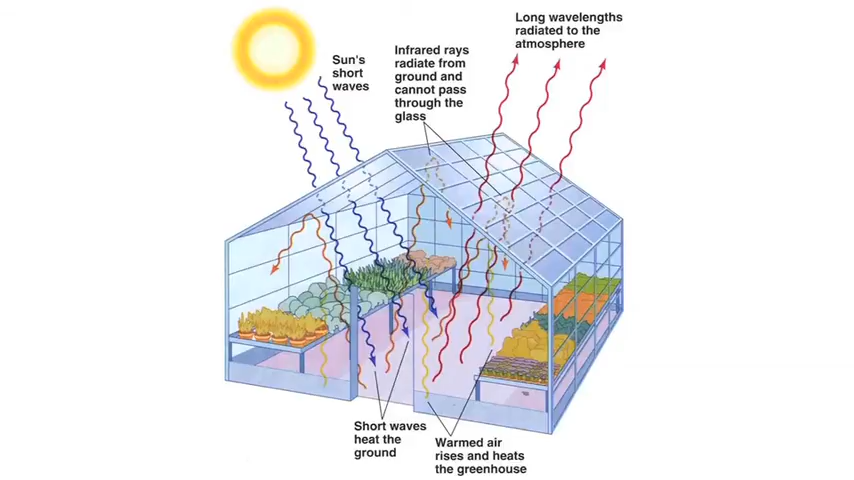 Sun's
short
waves
Infrared rays
radiate from
ground and
cannot pass
through the
glass
Long wavelengths
radiated to the
atmosphere
Short waves
heat the
ground
Warmed air
rises and heats
the greenhouse